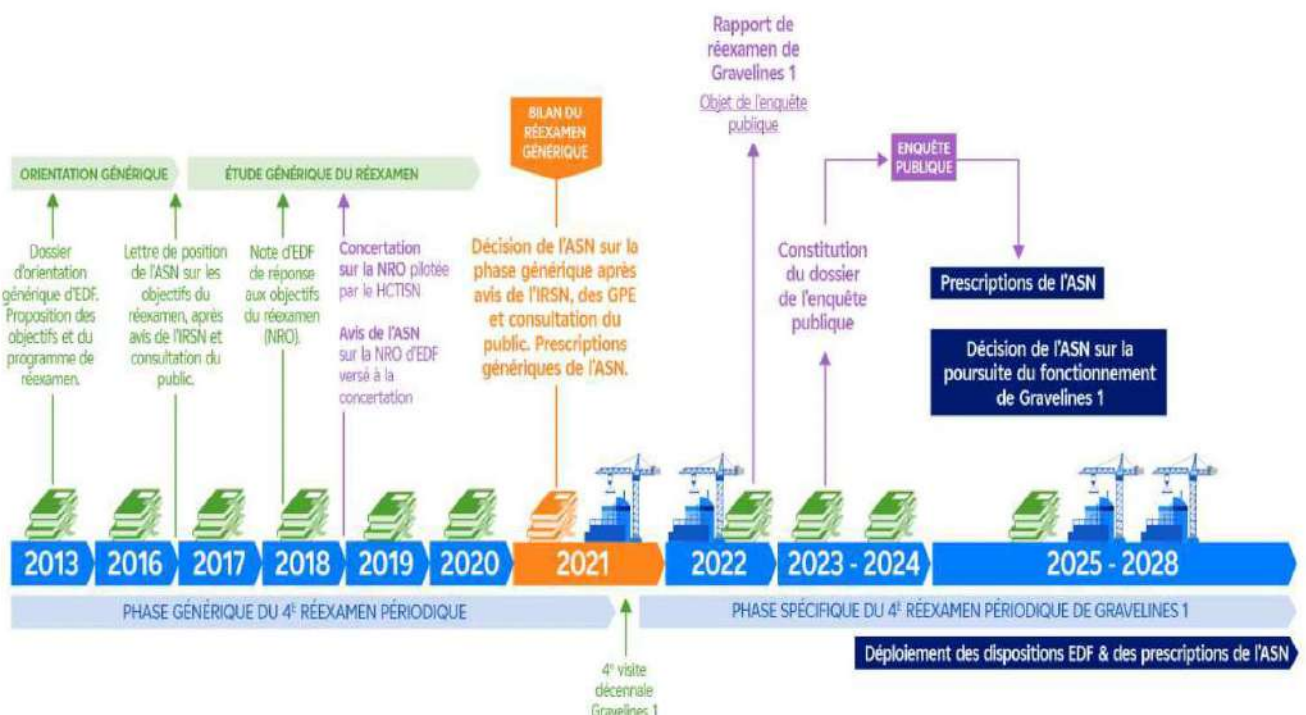 Rapport de
réexamen de
Gravelines 1
Objet de l'enquête
publique
BILAN DU
RÉEXAMEN
GÉNÉRIQUE
ENQUÊTE
PUBLIQUE
ORIENTATION GÉNÉRIQUE
ÉTUDE GÉNÉRIQUE DU RÉEXAMEN
Dossier
d'orientation
générique d'EDF.
Proposition des
objectifs et du
programme de
réexamen.
Lettre de position
de l'ASN sur les
objectifs du
réexamen, après
avis de l'IRSN et
consultation du
public.
Note d'EDF
de réponse
aux objectifs
du réexamen
(NRO).
Concertation
sur la NRO pilotée
par le HCTISN
Avis de l'ASN
sur la NRO d'EDF
versé à la
concertation
Décision de l'ASN sur la
phase générique après
avis de l'IRSN, des GPE
et consultation du
public. Prescriptions
génériques de l'ASN.
Constitution
du dossier
de l'enquête
publique
Prescriptions de l'ASN
Décision de l'ASN sur la
poursuite du fonctionnement
de Gravelines 1
2013
2016
2017
2018
2019
2020
2021
2022
2023 - 2024
2025 - 2028
PHASE GÉNÉRIQUE DU 4E RÉEXAMEN PÉRIODIQUE
PHASE SPÉCIFIQUE DU 4E RÉEXAMEN PÉRIODIQUE DE GRAVELINES 1
Déploiement des dispositions EDF & des prescriptions de l'ASN
4e visite
décennale
Gravelines 1